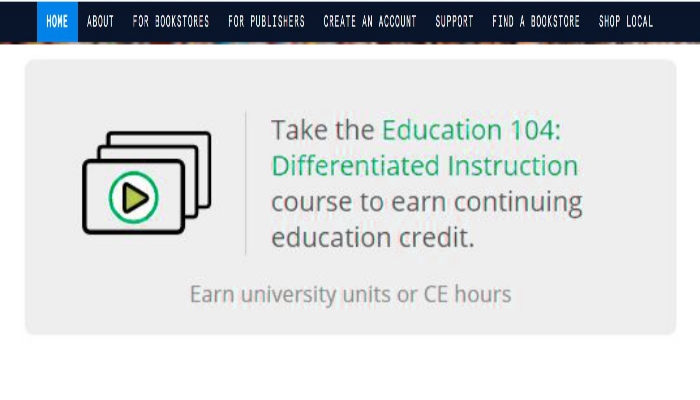 HOME ABOUT FOR BOOKSTORES FOR PUBLISHERS CREATE AN ACCOUNT SUPPORT FIND A BOOKSTORE SHOP LOCAL
Take the Education 104:
Differentiated Instruction
course to earn continuing
education credit.
Earn university units or CE hours